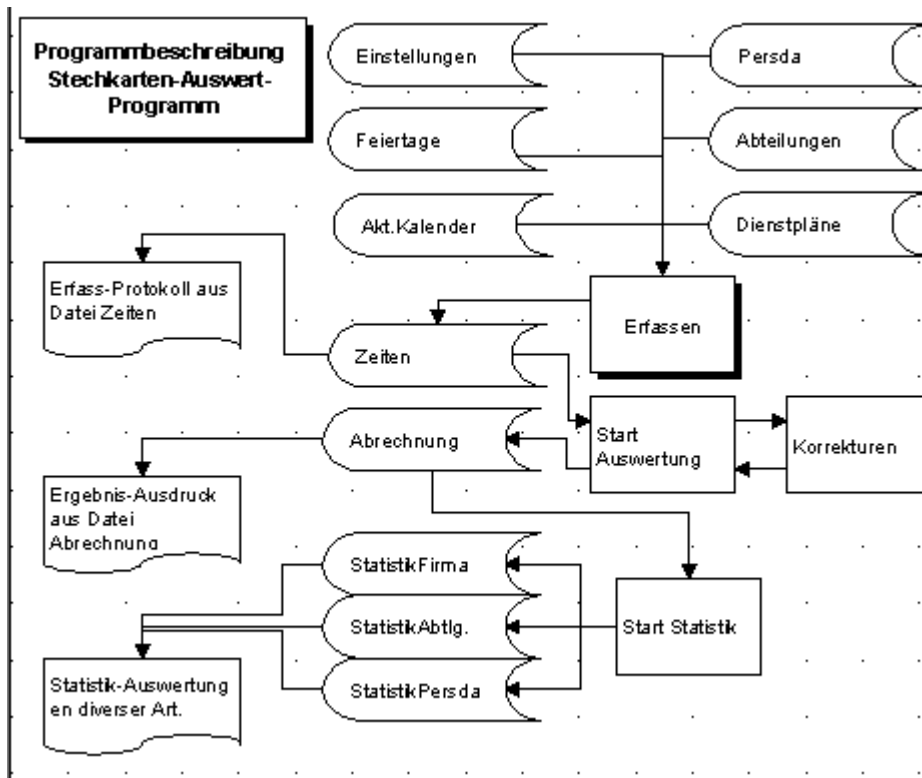 Programmbeschreibung
Stechkarten-Auswert-
Programm
Einstellungen
Persda
Feiertage
Abteilungen
Akt.Kalender
Dienstpläne
Erfass-Protokoll aus
Datei Zeiten
Erfassen
Zeiten
Start
Auswertung
Korrekturen
Abrechnung
Ergebnis-Ausdruck
aus Datei
Abrechnung
StatistikFirma
StatistikAbtlg.
Start Statistik
StatistikPersda
Statistik-Auswertung
en diverser Art.